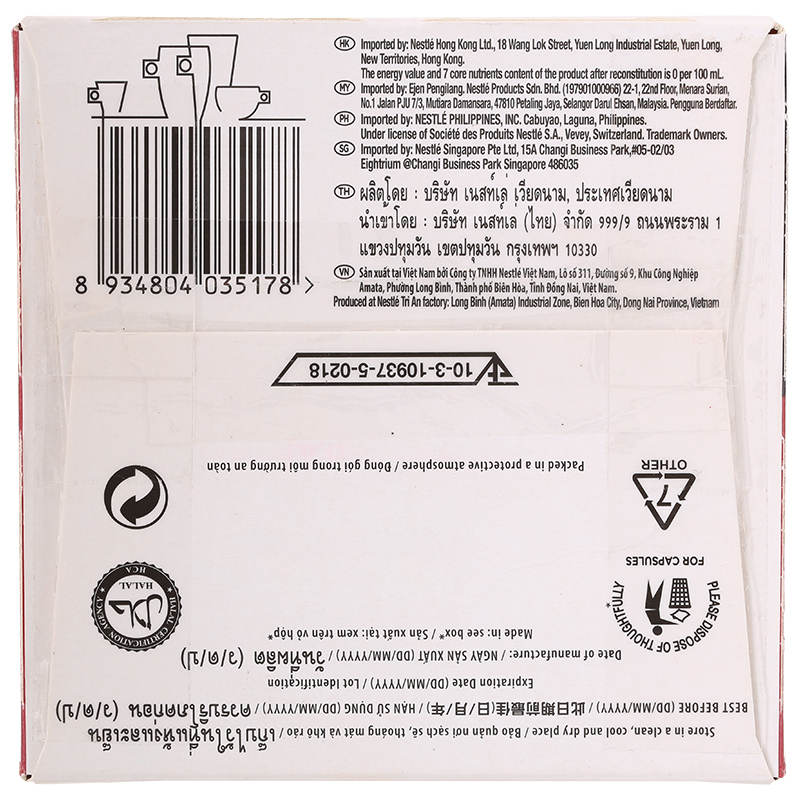 HK Imported by: Nestlé Hong Kong Ltd., 18 Wang Lok Street, Yuen Long Industrial Estate, Yuen Long,
New Territories, Hong Kong.
The energy value and 7 core nutrients content of the product after reconstitution is 0 per 100 mL.
MY Imported by: Ejen Pengilang. Nestlé Products Sdn. Bhd. (197901000966) 22-1, 22nd Floor, Menara Surian,
No.1 Jalan PJU 7/3, Mutiara Damansara, 47810 Petaling Jaya, Selangor Darul Ehsan, Malaysia. Pengguna Berdaftar.
PH Imported by: NESTLÉ PHILIPPINES, INC. Cabuyao, Laguna, Philippines.
Under license of Société des Produits Nestlé S.A., Vevey, Switzerland. Trademark Owners.
SG Imported by: Nestlé Singapore Pte Ltd, 15A Changi Business Park,#05-02/03
Eightrium @Changi Business Park Singapore 486035
TH ผลิตโดย : บริษัท เนสท์เล่ เวียดนาม, ประเทศเวียดนาม
นำเข้าโดย : บริษัท เนสท์เล่ (ไทย) จำกัด 999/9 ถนนพระราม 1
แขวงปทุมวัน เขตปทุมวัน กรุงเทพฯ 10330
VN Sản xuất tại Việt Nam bởi Công ty TNHH Nestlé Việt Nam, Lô số 311, Đường số 9, Khu Công Nghiệp
Amata, Phường Long Bình, Thành phố Biên Hòa, Tỉnh Đồng Nai, Việt Nam.
Produced at Nestlé Tri An factory: Long Binh (Amata) Industrial Zone, Bien Hoa City, Dong Nai Province, Vietnam
8 934804 035178 >
Store in a clean, cool and dry place / Bảo quản nơi sạch sẽ, thoáng mát và khô ráo / เก็บไว้ในที่แห้งและเย็น
BEST BEFORE (DD/MM/YYYY) / 此日期前最佳(日/月/年) / HẠN SỬ DỤNG (DD/MM/YYYY) / ควรบริโภคก่อน (ว/ด/ป)
Expiration Date (DD/MM/YYYY) / Lot Identification
Date of manufacture: / NGÀY SẢN XUẤT (DD/MM/YYYY) / วันที่ผลิต (ว/ด/ป)
Made in: see box* / Sản xuất tại: xem trên vỏ hộp*
PLEASE DISPOSE OF THOUGHTFULLY
FOR CAPSULES
7
OTHER
HALAL CERTIFICATION AGENCY
HALAL
HCA
Packed in a protective atmosphere / Đóng gói trong môi trường an toàn
10-3-10937-5-0218